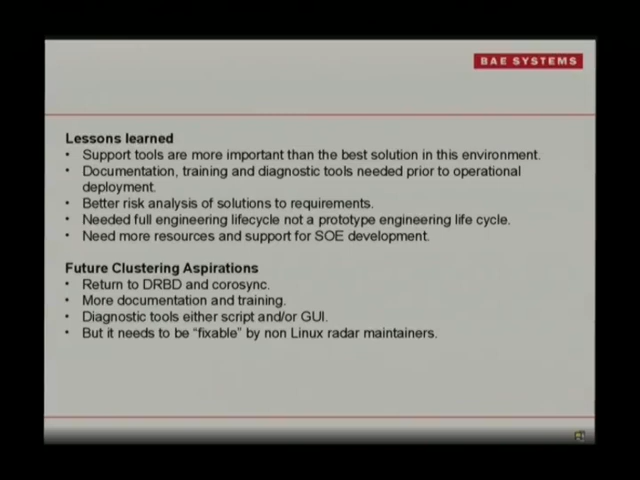 BAE SYSTEMS
Lessons learned
• Support tools are more important than the best solution in this environment.
• Documentation, training and diagnostic tools needed prior to operational
deployment.
• Better risk analysis of solutions to requirements.
• Needed full engineering lifecycle not a prototype engineering life cycle.
• Need more resources and support for SOE development.
Future Clustering Aspirations
• Return to DRBD and corosync.
• More documentation and training.
• Diagnostic tools either script and/or GUI.
• But it needs to be “fixable” by non Linux radar maintainers.